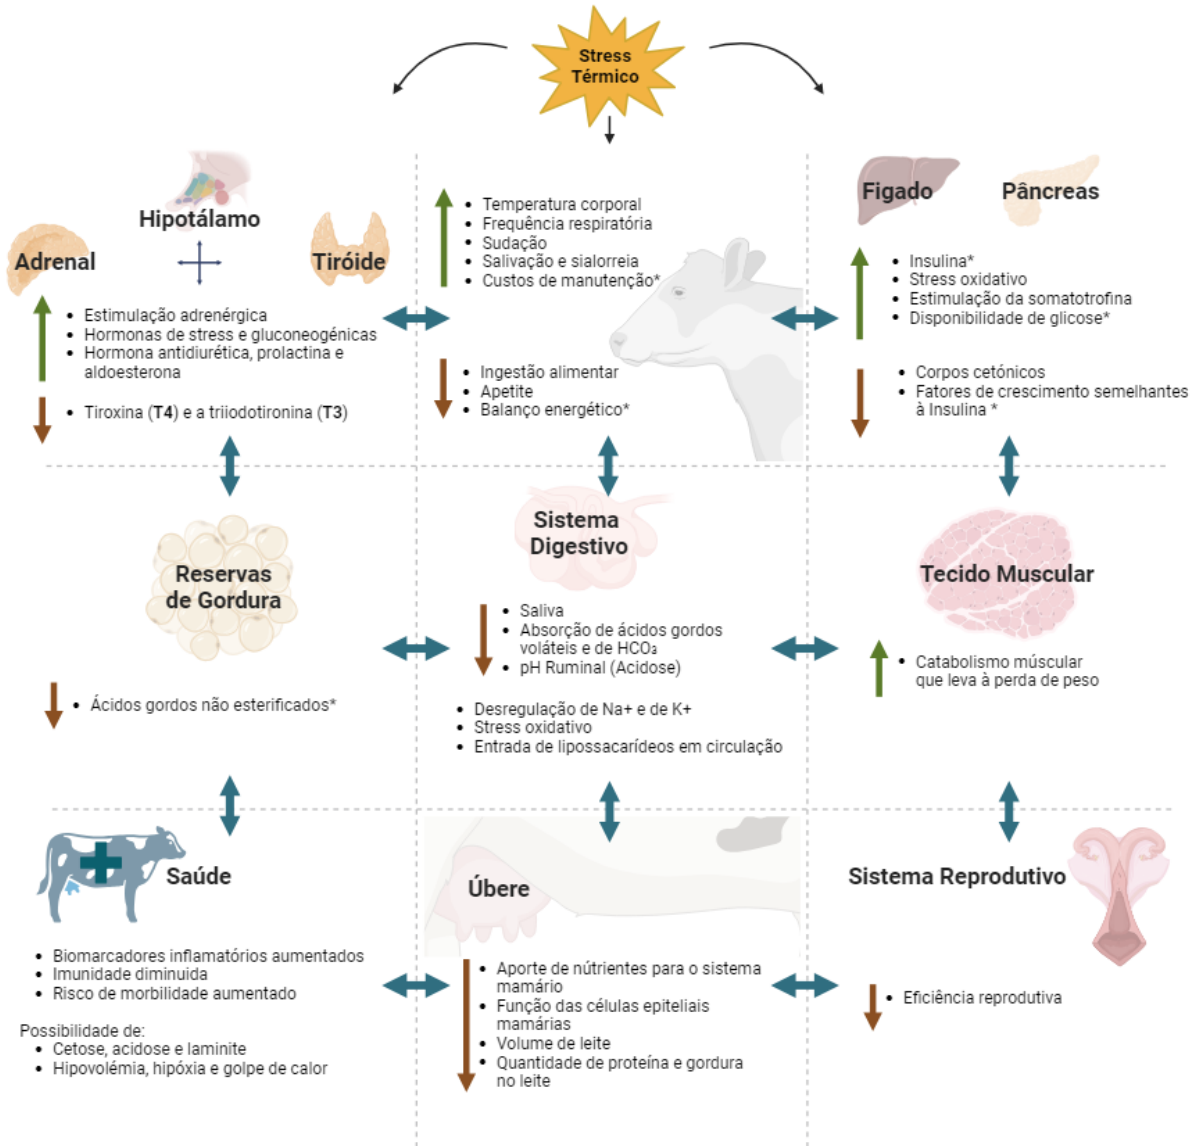 Stress
Térmico
Hipotálamo
Adrenal
Tiróide
Estimulação adrenérgica
Hormonas de stress e gluconeogénicas
Hormona antidiurética, prolactina e
aldoesterona
Tiroxina (T4) e a triiodotironina (T3)
Temperatura corporal
Frequência respiratória
Sudação
Salivação e sialorreia
Custos de manutenção*
Ingestão alimentar
Apetite
Balanço energético*
Figado
Pâncreas
Insulina*
Stress oxidativo
Estimulação da somatotrofina
Disponibilidade de glicose*
Corpos cetónicos
Fatores de crescimento semelhantes
à Insulina *
Reservas
de Gordura
Ácidos gordos não esterificados*
Sistema
Digestivo
Saliva
Absorção de ácidos gordos
voláteis e de HCO₃
pH Ruminal (Acidose)
Desregulação de Na+ e de K+
Stress oxidativo
Entrada de lipossacarídeos em circulação
Tecido Muscular
Catabolismo múscular
que leva à perda de peso
Saúde
Biomarcadores inflamatórios aumentados
Imunidade diminuida
Risco de morbilidade aumentado
Possibilidade de:
Cetose, acidose e laminite
Hipovolémia, hipóxia e golpe de calor
Úbere
Aporte de nútrientes para o sistema
mamário
Função das células epiteliais
mamárias
Volume de leite
Quantidade de proteína e gordura
no leite
Sistema Reprodutivo
Eficiência reprodutiva